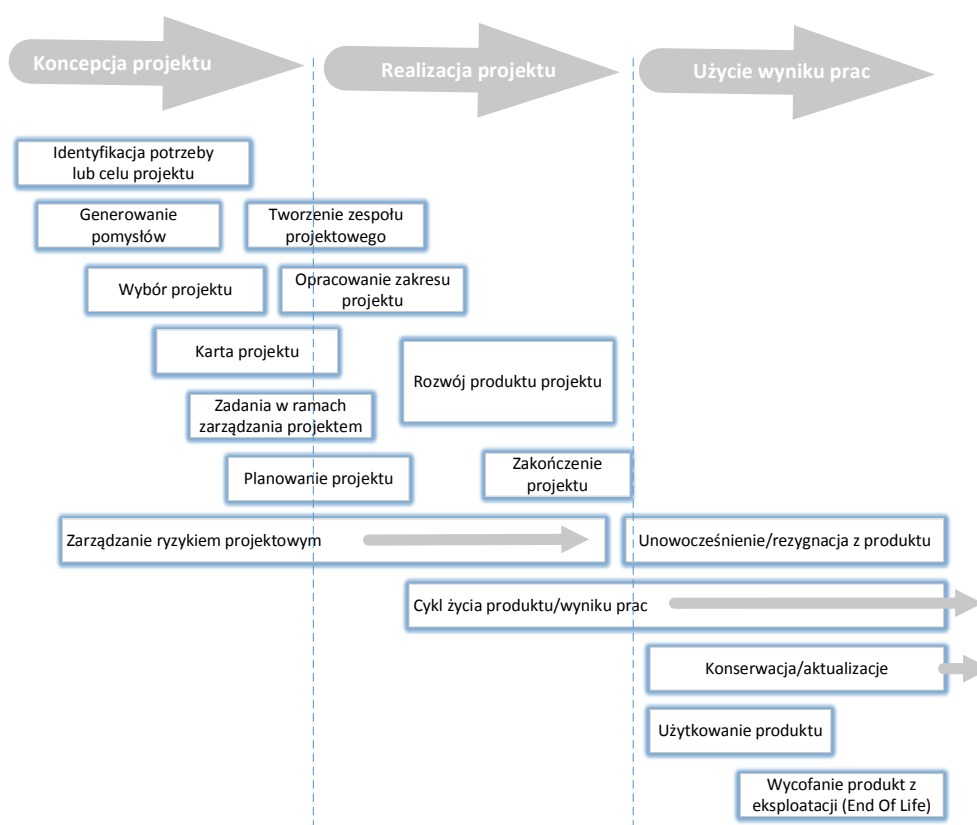 Koncepcja projektu
Realizacja projektu
Użycie wyniku prac
Identyfikacja potrzeby
lub celu projektu
Generowanie
pomysłów
Tworzenie zespołu
projektowego
Wybór projektu
Opracowanie zakresu
projektu
Karta projektu
Rozwój produktu projektu
Zadania w ramach
zarządzania projektem
Planowanie projektu
Zakończenie
projektu
Zarządzanie ryzykiem projektowym
Unowocześnienie/rezygnacja z produktu
Cykl życia produktu/wyniku prac
Konserwacja/aktualizacje
Użytkowanie produktu
Wycofanie produkt z
eksploatacji (End Of Life)